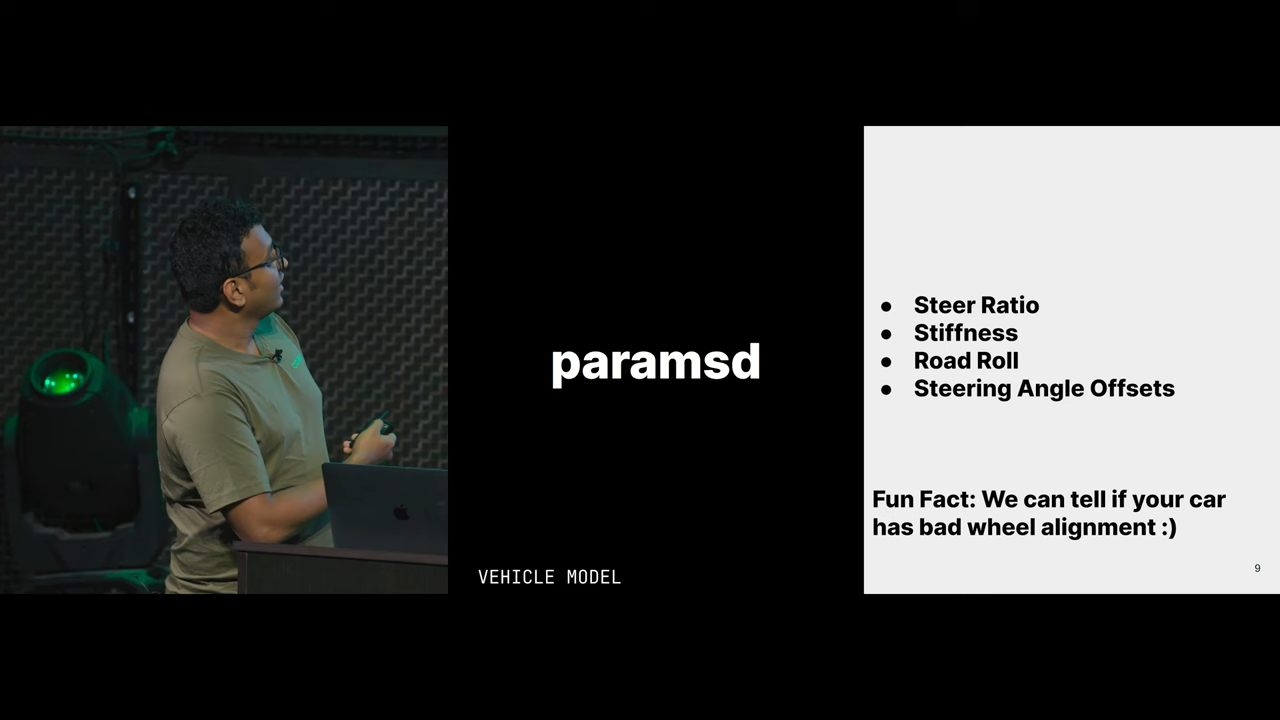 paramsd
VEHICLE MODEL
● Steer Ratio
● Stiffness
● Road Roll
● Steering Angle Offsets
Fun Fact: We can tell if your car
has bad wheel alignment :)
9